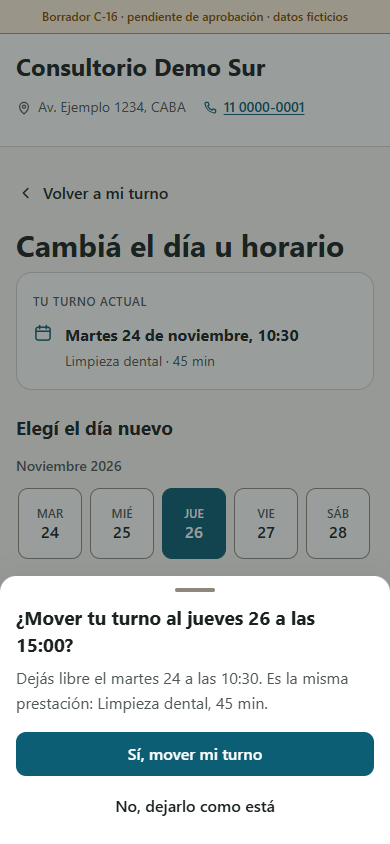 Borrador C-16 · pendiente de aprobación · datos ficticios
Consultorio Demo Sur
Av. Ejemplo 1234, CABA 11 0000-0001
Volver a mi turno
Cambiá el día u horario
TU TURNO ACTUAL
Martes 24 de noviembre, 10:30
Limpieza dental · 45 min
Elegí el día nuevo
Noviembre 2026
MAR MIÉ JUE VIE SÁB
24 25 26 27 28
¿Mover tu turno al jueves 26 a las
15:00?
Dejás libre el martes 24 a las 10:30. Es la misma
prestación: Limpieza dental, 45 min.
Sí, mover mi turno
No, dejarlo como está